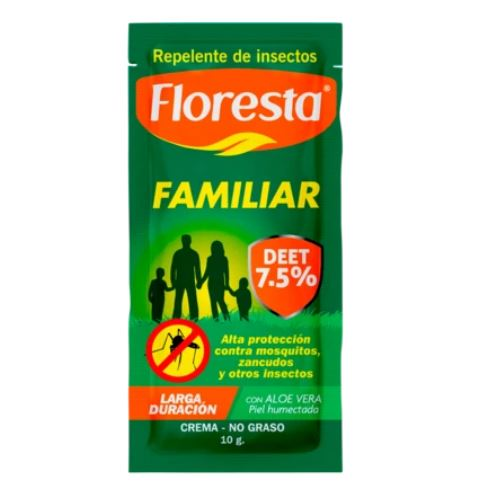 Repelente de insectos
Floresta®
FAMILIAR
DEET
7.5%
Alta protección
contra mosquitos,
zancudos
y otros insectos
LARGA
DURACIÓN
CON ALOE VERA
Piel humectada
CREMA - NO GRASO
10 g.